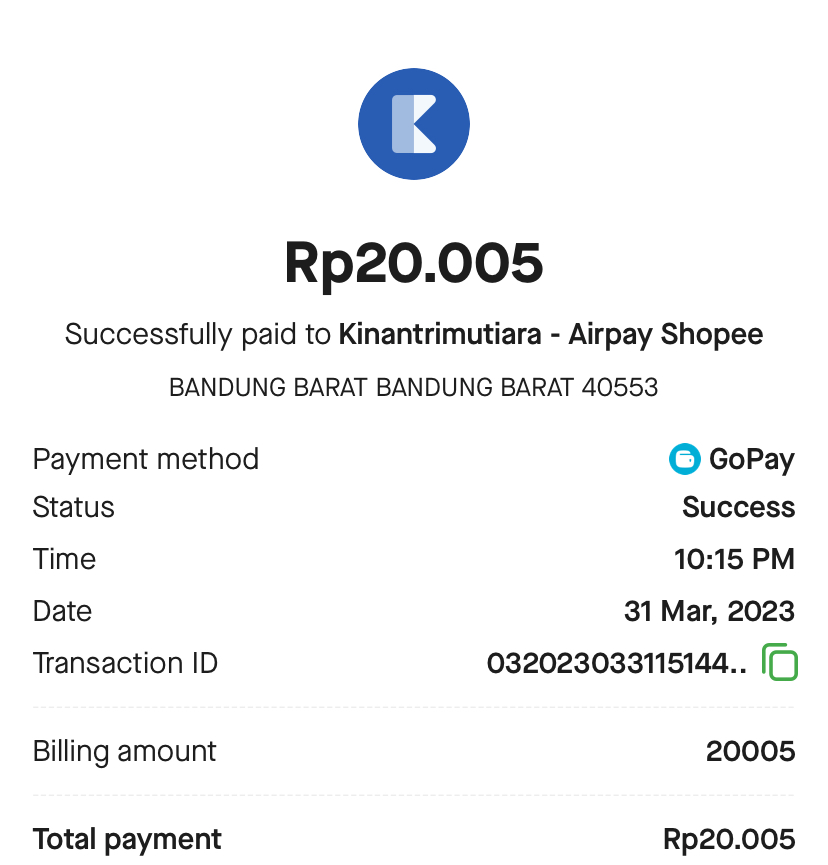 K
Rp20.005
Successfully paid to Kinantrimutiara - Airpay Shopee
BANDUNG BARAT BANDUNG BARAT 40553
Payment method GoPay
Status Success
Time 10:15 PM
Date 31 Mar, 2023
Transaction ID 032023033115144..
Billing amount 20005
Total payment Rp20.005